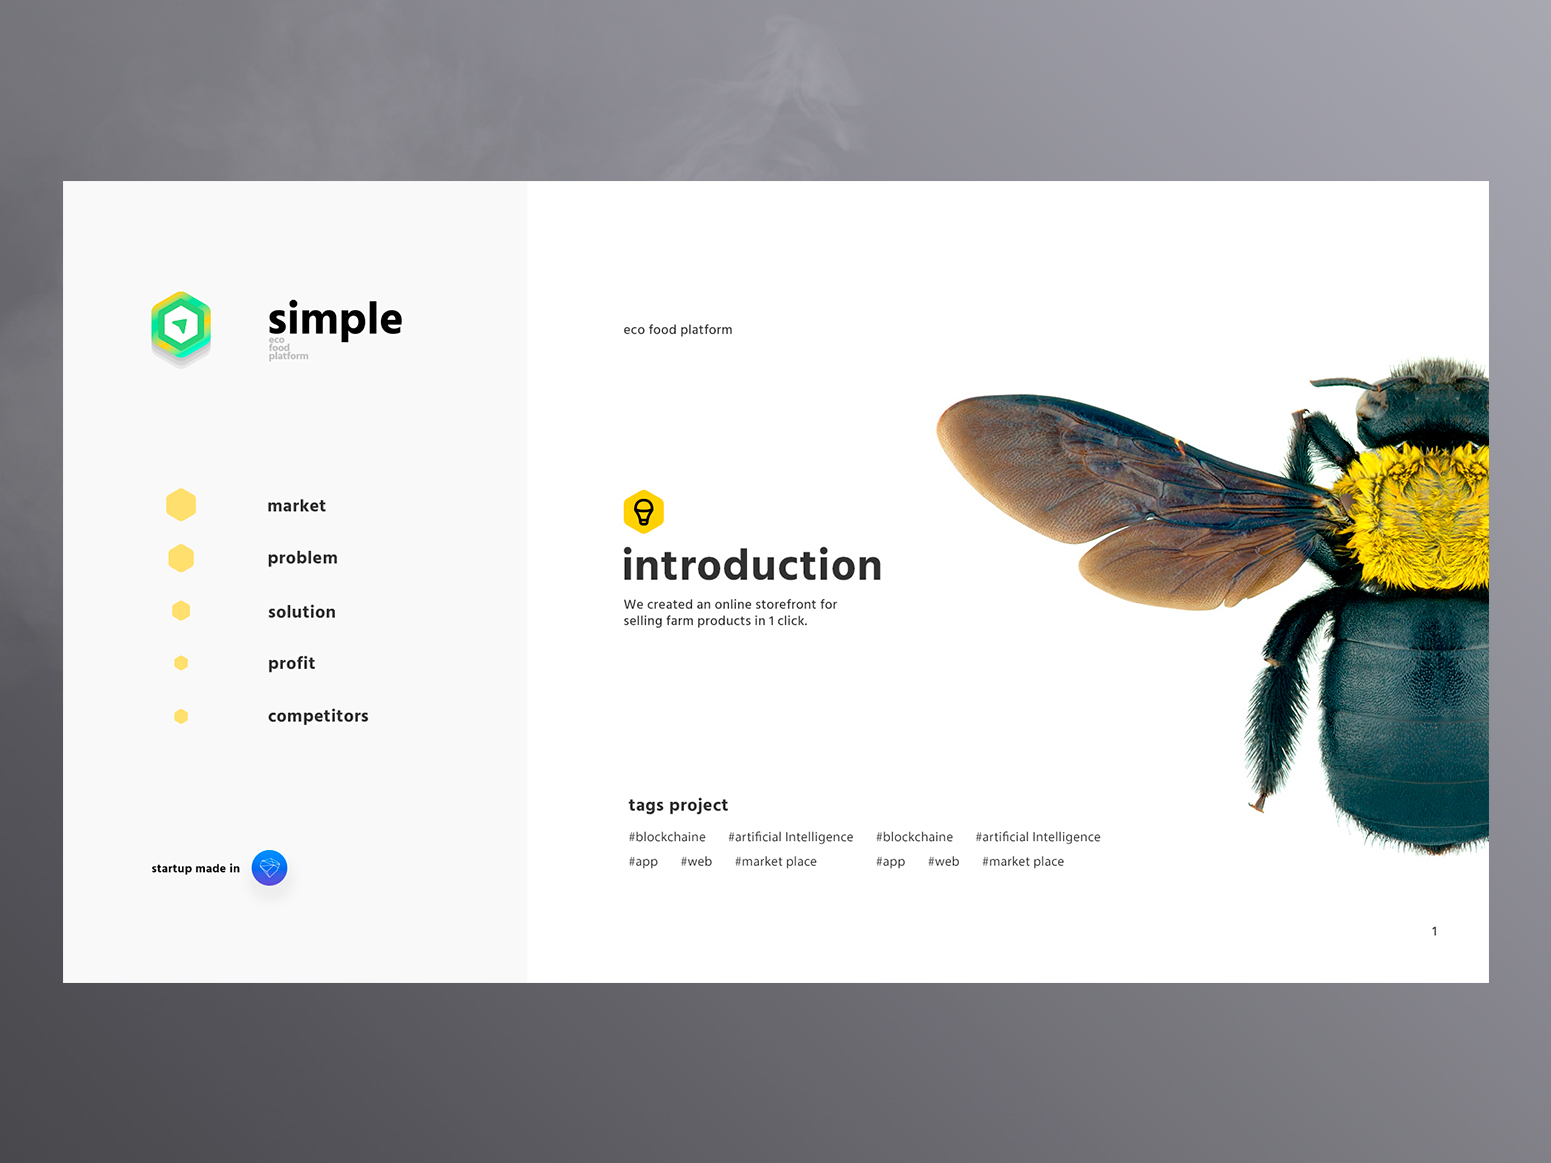 simple
eco
food
platform
market
problem
solution
profit
competitors
startup made in
eco food platform
introduction
We created an online storefront for
selling farm products in 1 click.
tags project
#blockchaine #artificial Intelligence #blockchaine #artificial Intelligence
#app #web #market place #app #web #market place
1